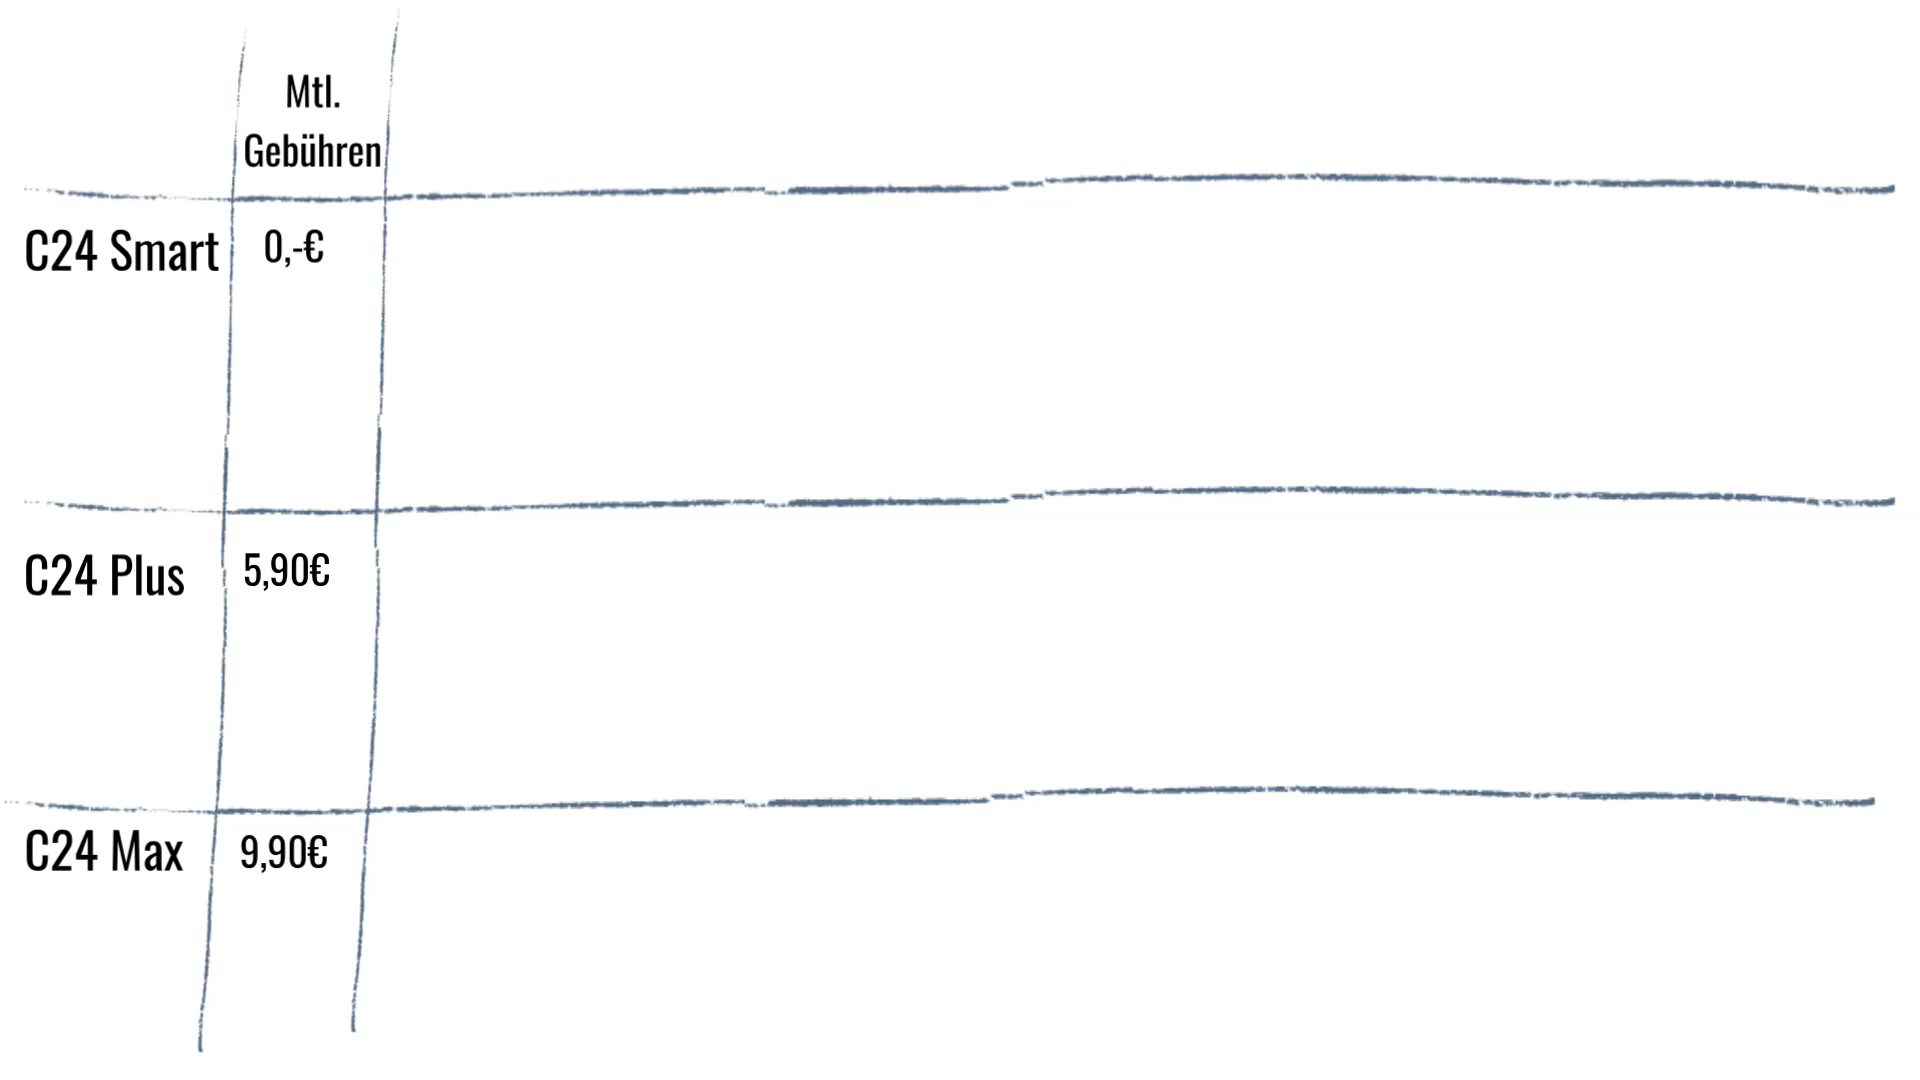 Mtl.
Gebühren
C24 Smart 0,-€
C24 Plus 5,90€
C24 Max 9,90€